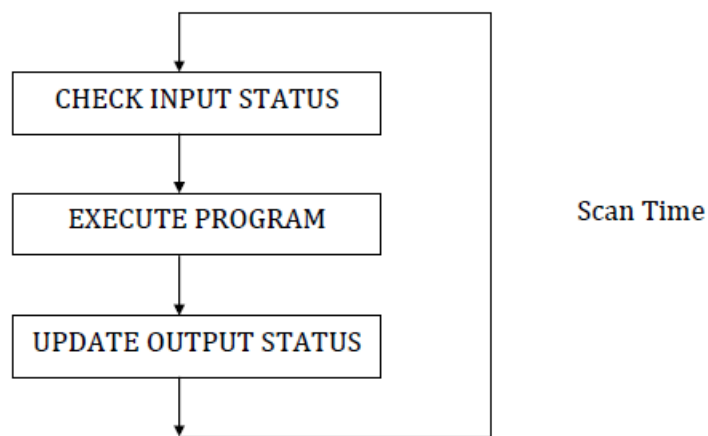 CHECK INPUT STATUS
EXECUTE PROGRAM
Scan Time
UPDATE OUTPUT STATUS